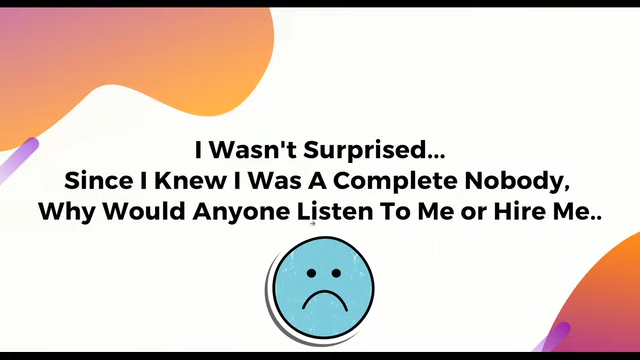 I Wasn't Surprised...
Since I Knew I Was A Complete Nobody,
Why Would Anyone Listen To Me or Hire Me..